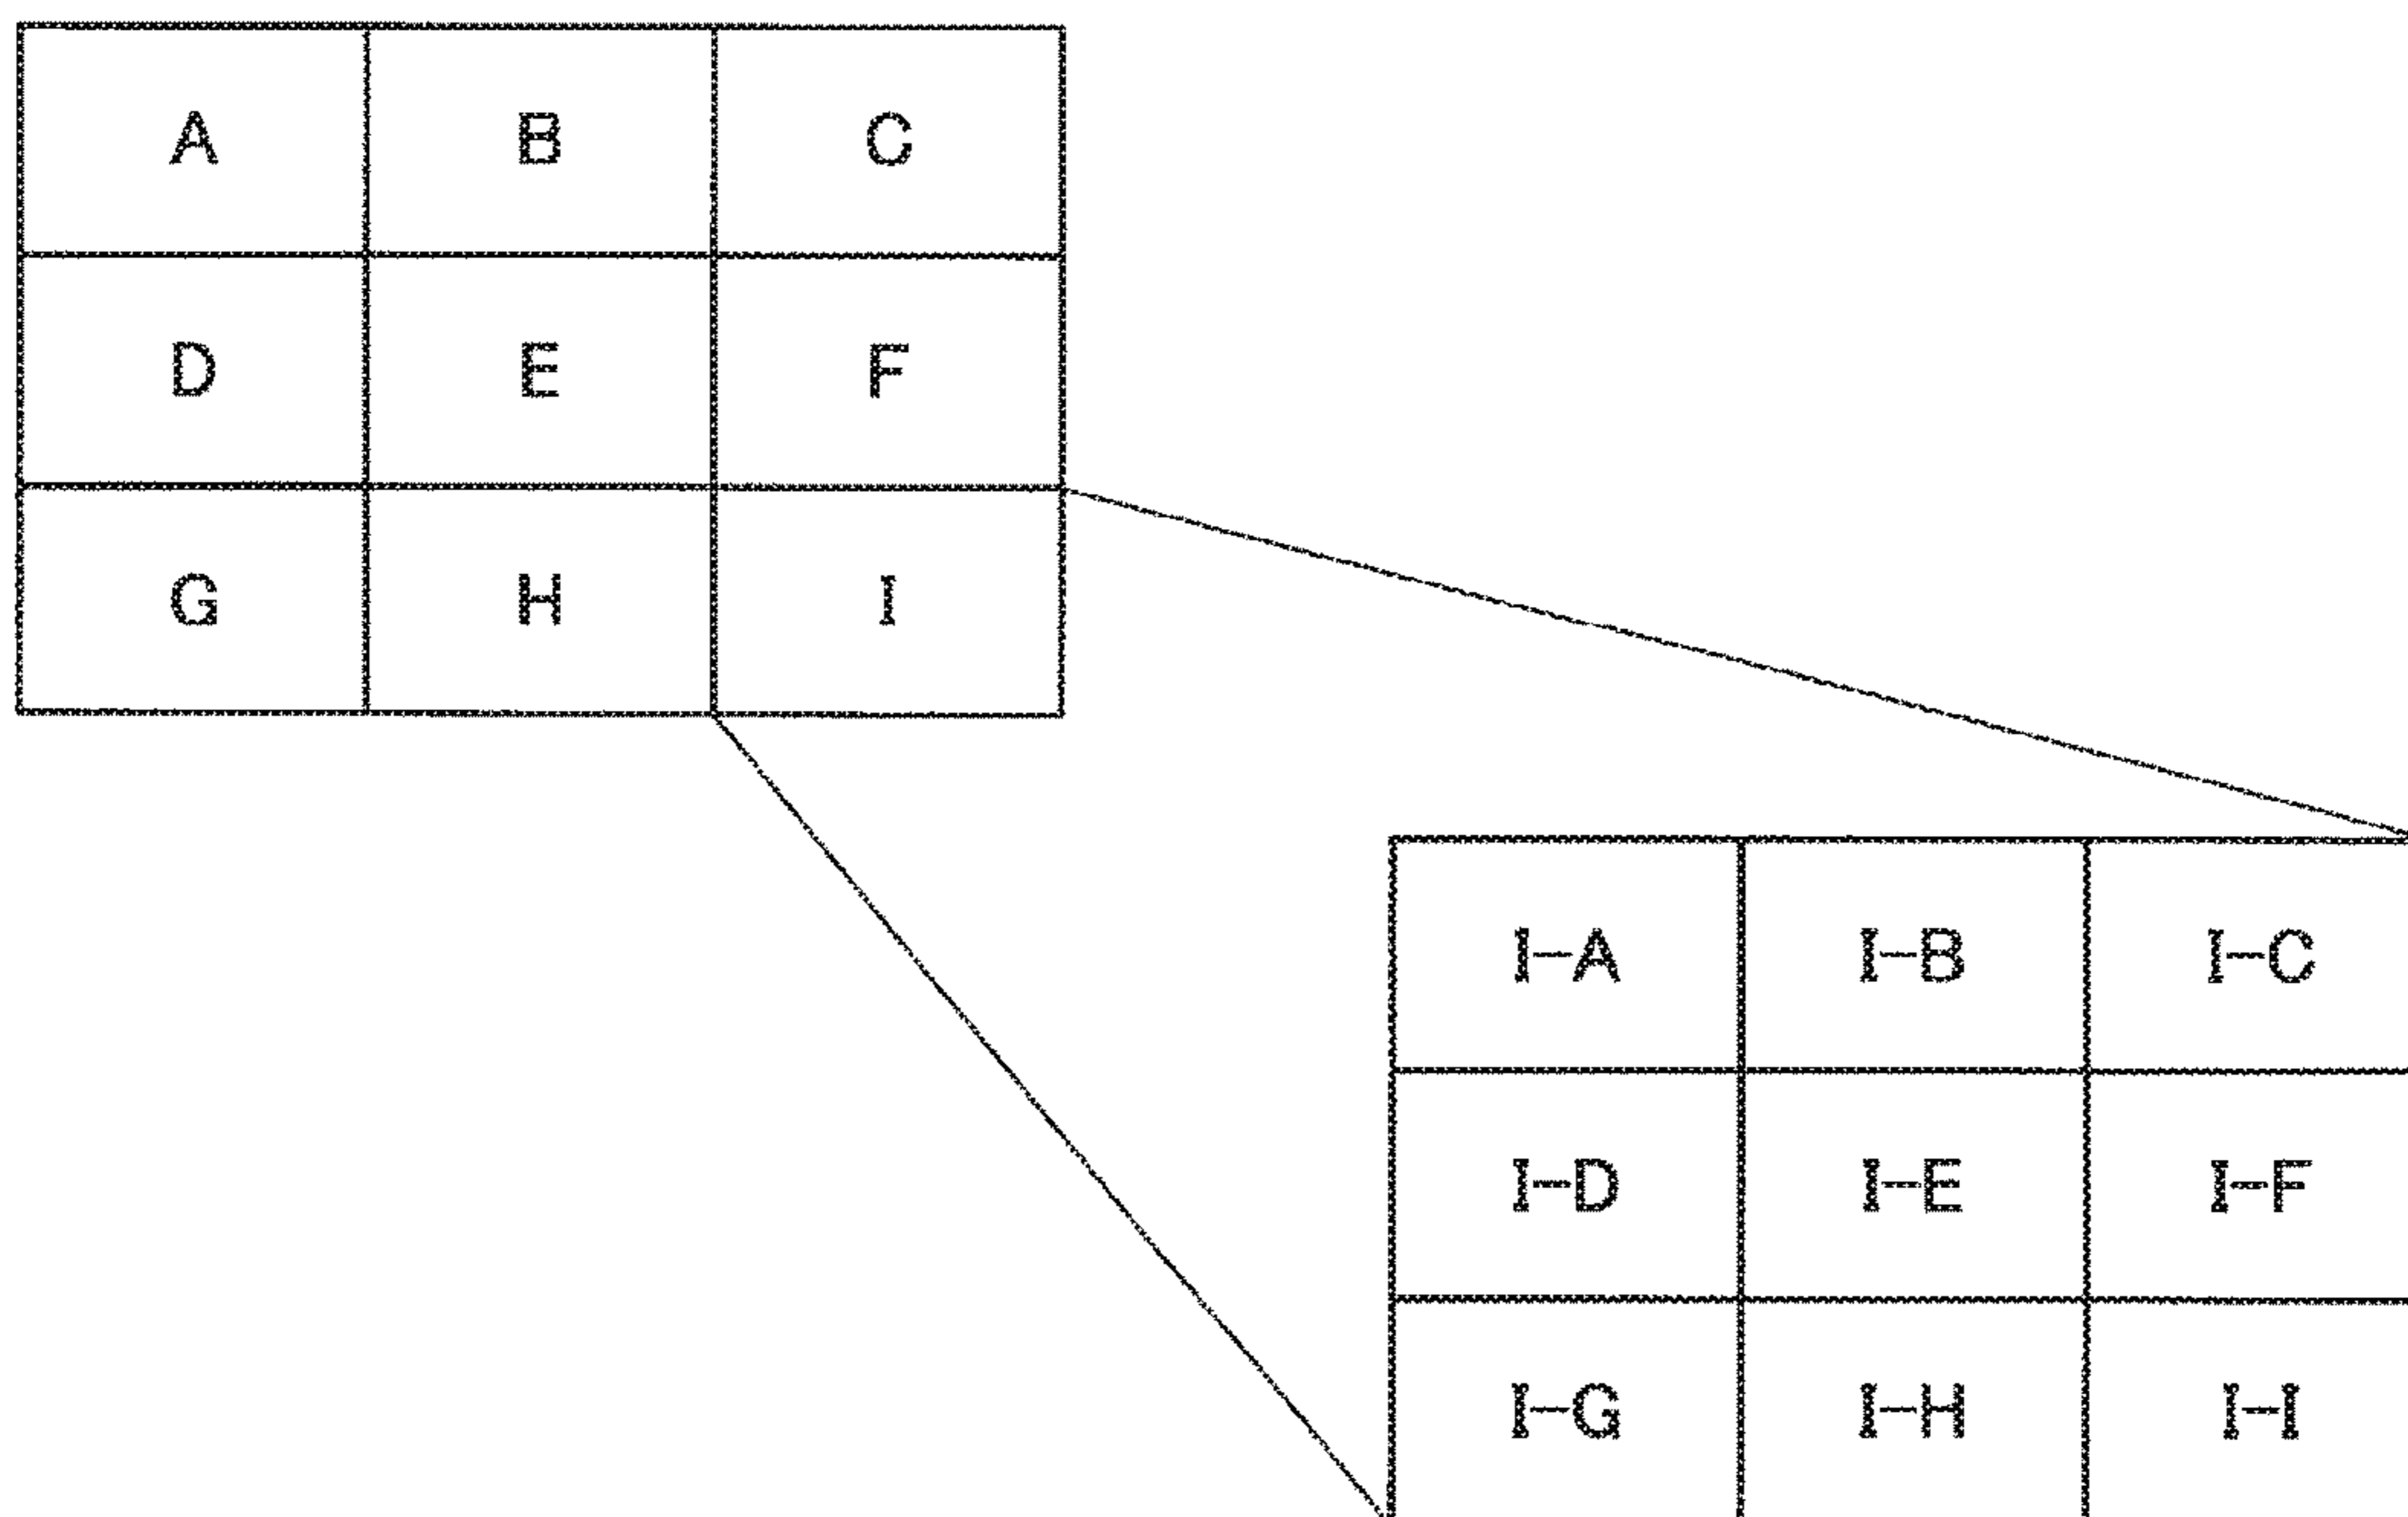 A B C
D E F
G H I
I-A I-B I-C
I-D I-E I-F
I-G I-H I-I